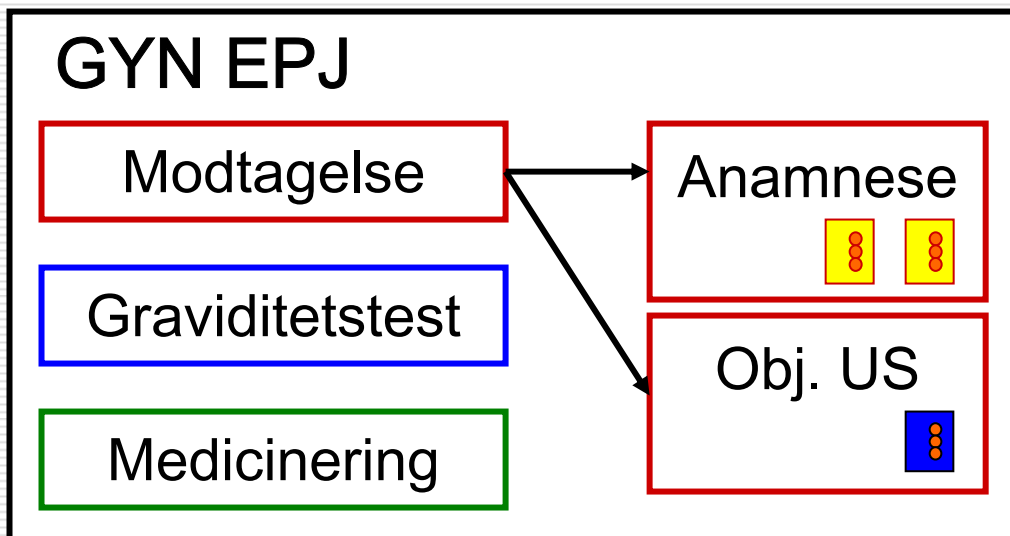 GYN EPJ
Modtagelse
Graviditetstest
Medicinering
Anamnese
Obj. US